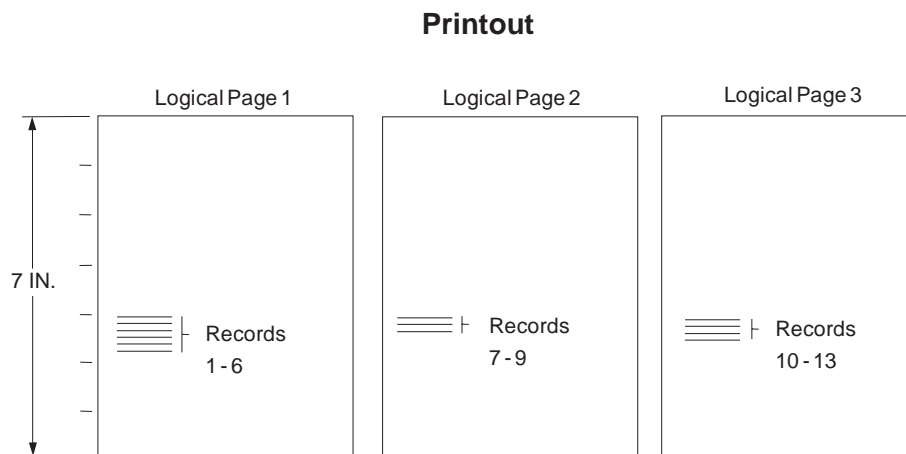 Printout
Logical Page 1
Logical Page 2
Logical Page 3
7 IN.
Records
1 - 6
Records
7 - 9
Records
10 - 13